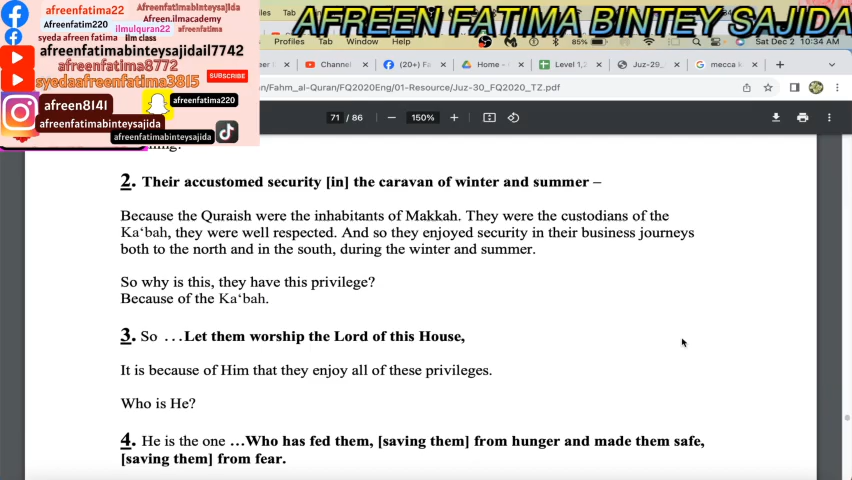 afreenfatima22
Afreenfatimabinteysajida
Afreen.ilmacademy
Afreenfatim220
ilmulquran22
afreenfatima
syeda afreen fatima
ilm class
afreenfatimabinteysajidail7742
afreenfatima8772
SUBSCRIBE
syedaafreenfatima3815
afreen8141
afreenfatima220
afreenfatimabinteysajida
afreenfatimabinteysajida
AFREEN FATIMA BINTEY SAJIDA
Profiles Tab Window Help 85% Sat Dec 2 10:34 AM
Channel (20+) Fa Home - Level 1,2 Juz-29_ mecca k
/Fahm_al-Quran/FQ2020Eng/01-Resource/Juz-30_FQ2020_TZ.pdf
71 / 86 — 150% +
2. Their accustomed security [in] the caravan of winter and summer –
Because the Quraish were the inhabitants of Makkah. They were the custodians of the
Ka‘bah, they were well respected. And so they enjoyed security in their business journeys
both to the north and in the south, during the winter and summer.
So why is this, they have this privilege?
Because of the Ka‘bah.
3. So …Let them worship the Lord of this House,
It is because of Him that they enjoy all of these privileges.
Who is He?
4. He is the one …Who has fed them, [saving them] from hunger and made them safe,
[saving them] from fear.